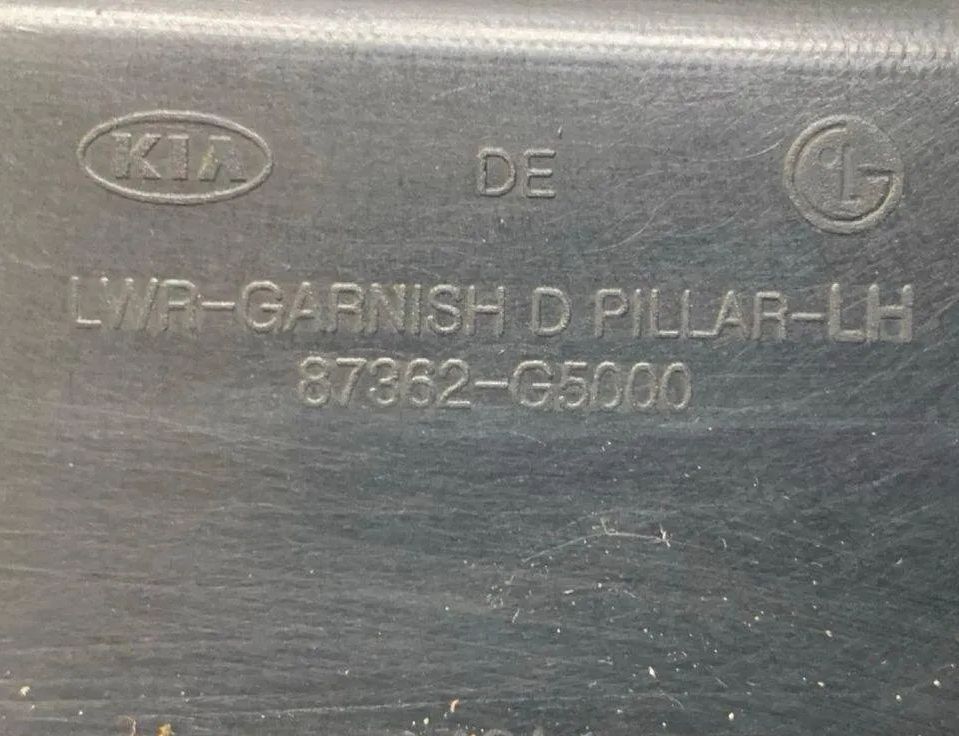 KIA DE LG
LWR-GARNISH D PILLAR-LH
87362-G5000